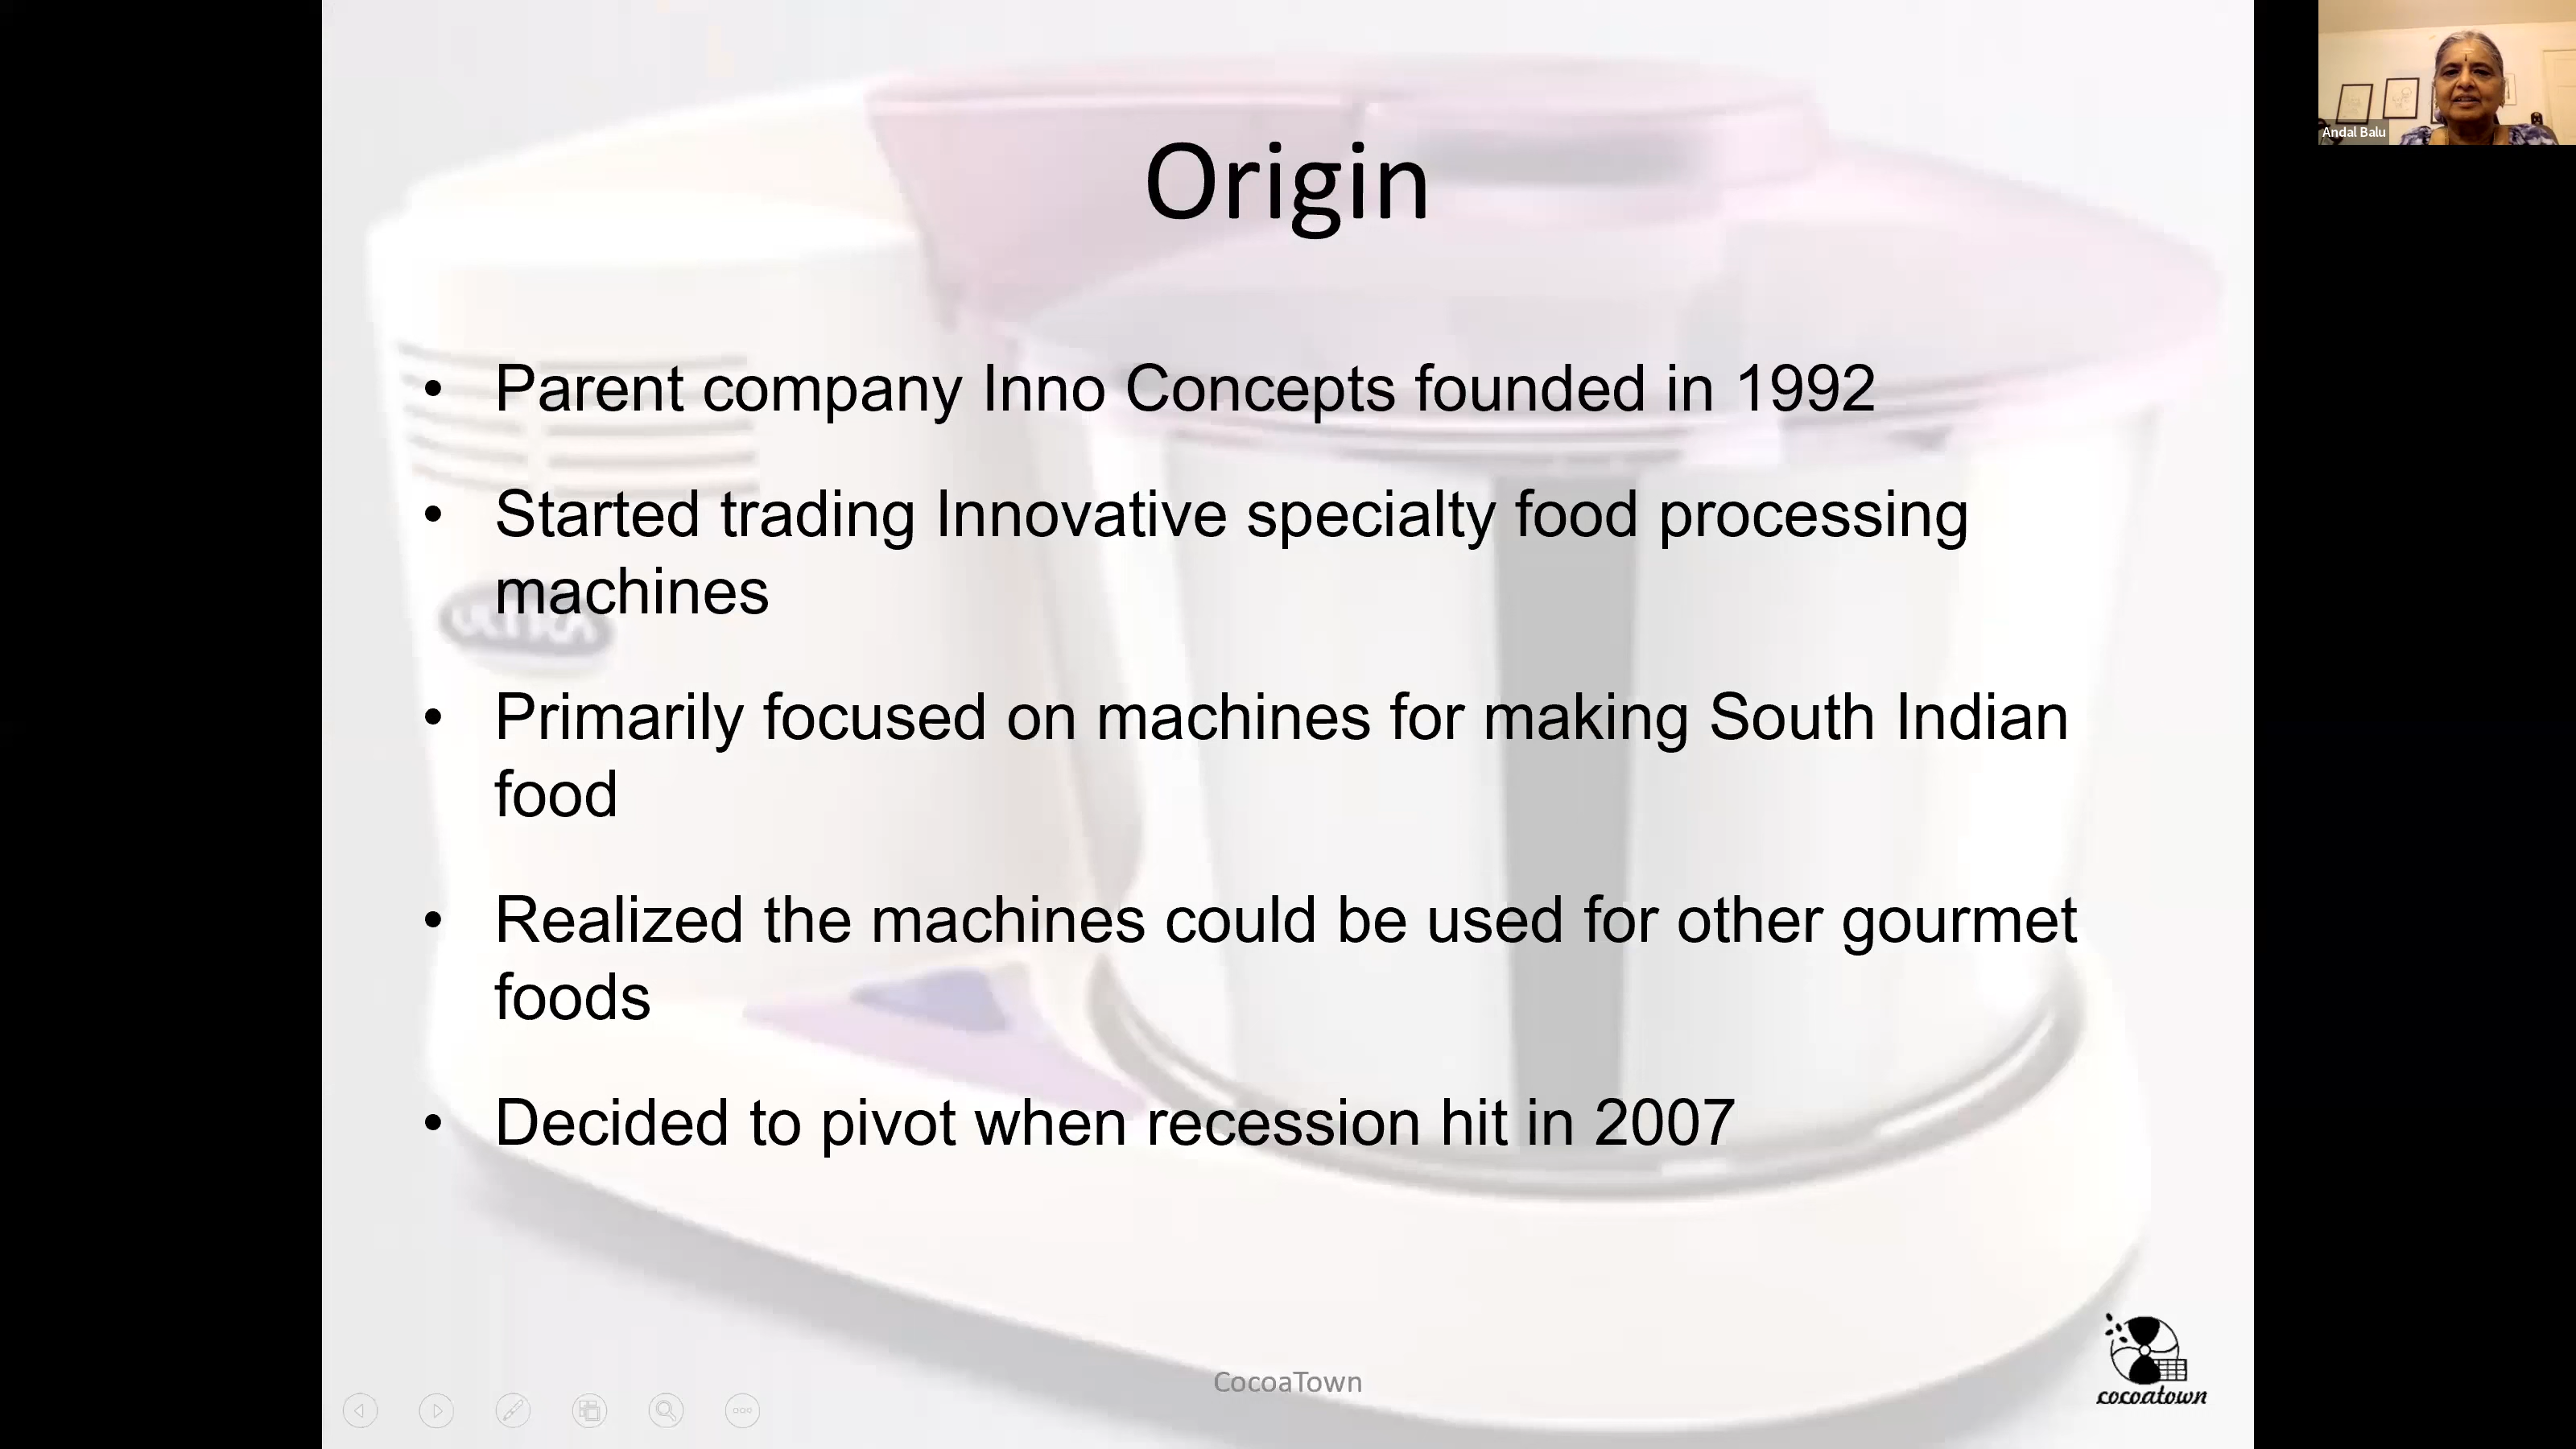 Origin
• Parent company Inno Concepts founded in 1992
• Started trading Innovative specialty food processing
machines
• Primarily focused on machines for making South Indian
food
• Realized the machines could be used for other gourmet
foods
• Decided to pivot when recession hit in 2007
ULTRA
CocoaTown
cocoatown
Andal Balu